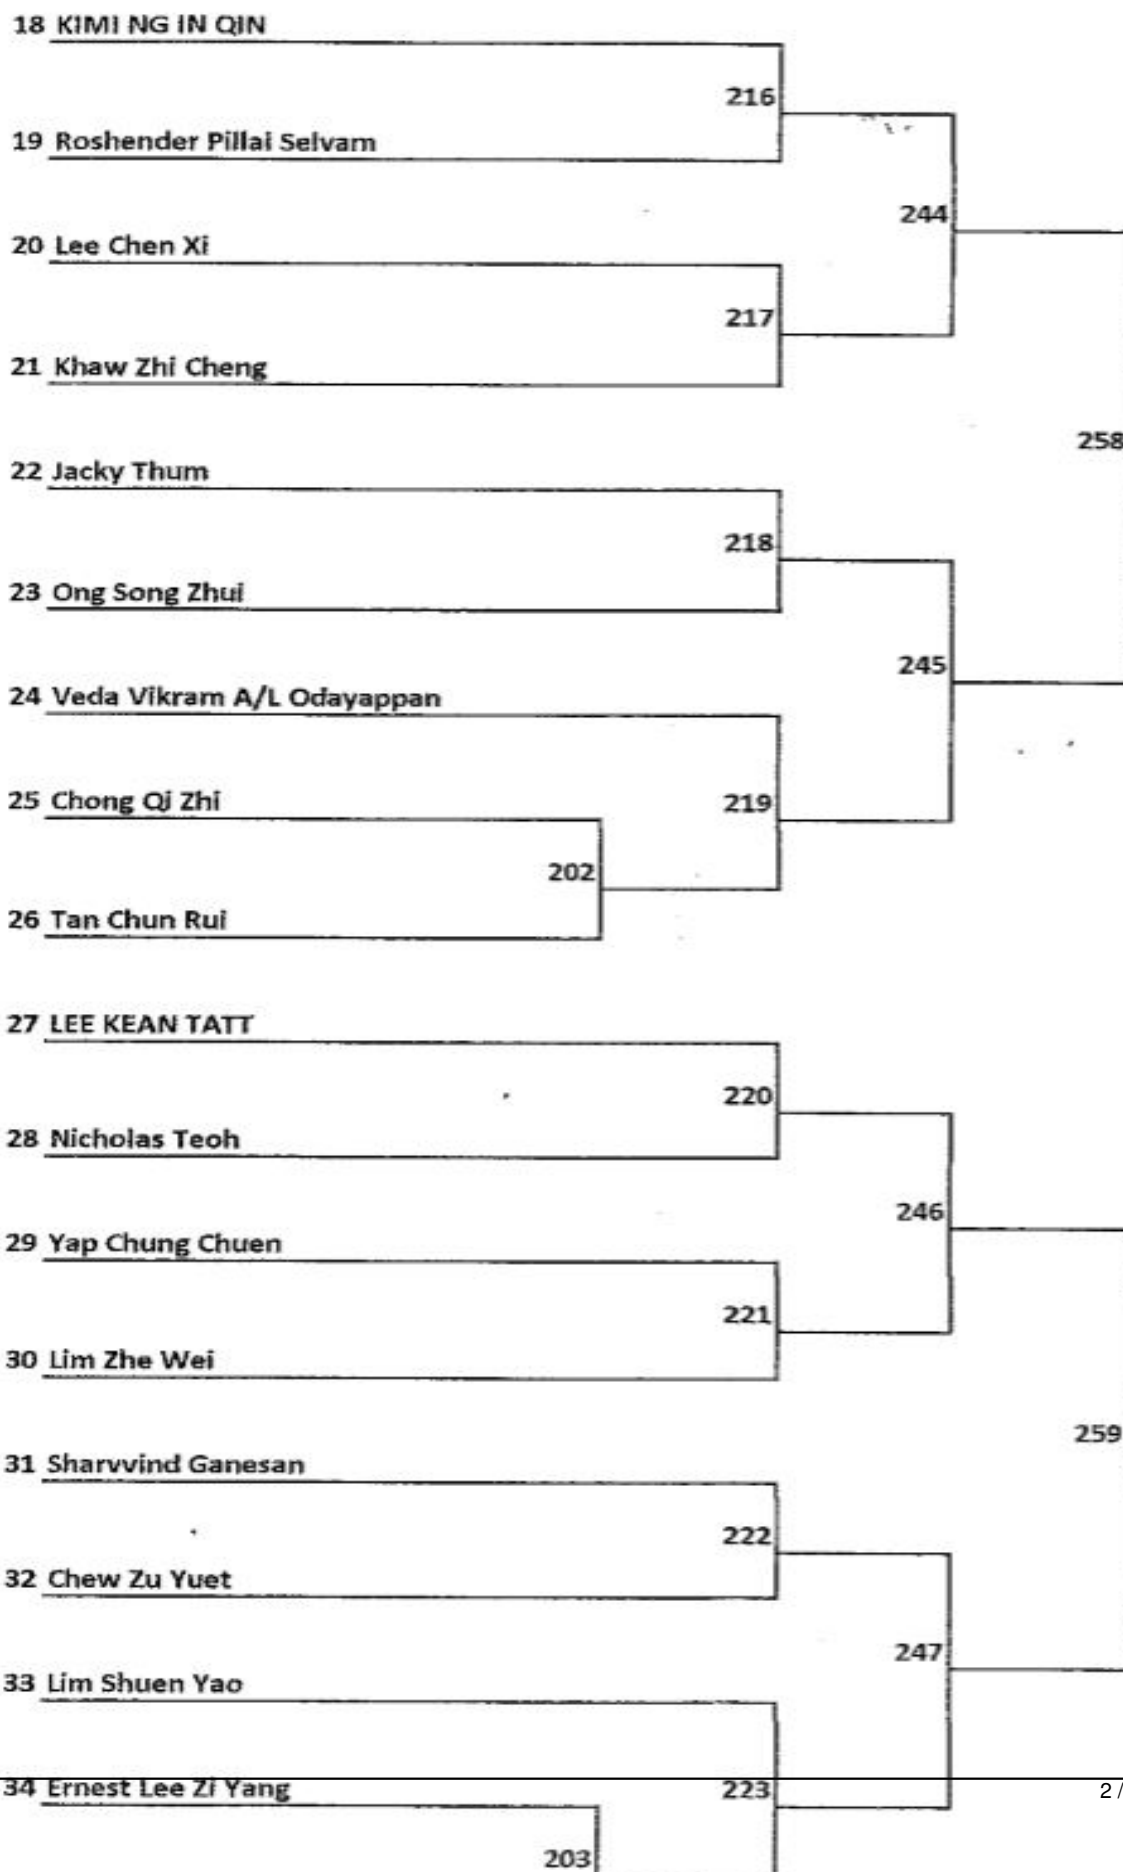 18 KIMI NG IN QIN
216
19 Roshender Pillai Selvam
244
20 Lee Chen Xi
217
21 Khaw Zhi Cheng
258
22 Jacky Thum
218
23 Ong Song Zhui
245
24 Veda Vikram A/L Odayappan
25 Chong Qi Zhi
219
202
26 Tan Chun Rui
27 LEE KEAN TATT
220
28 Nicholas Teoh
246
29 Yap Chung Chuen
221
30 Lim Zhe Wei
259
31 Sharvvind Ganesan
222
32 Chew Zu Yuet
247
33 Lim Shuen Yao
34 Ernest Lee Zi Yang
223
2 /
203